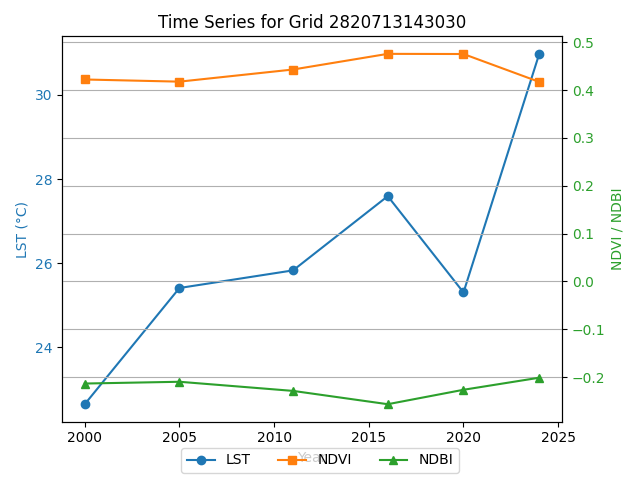 Time Series for Grid 2820713143030
LST (°C)
30
28
26
24
0.5
0.4
0.3
0.2
0.1
0.0
−0.1
−0.2
NDVI / NDBI
2000 2005 2010 2015 2020 2025
Year
LST NDVI NDBI